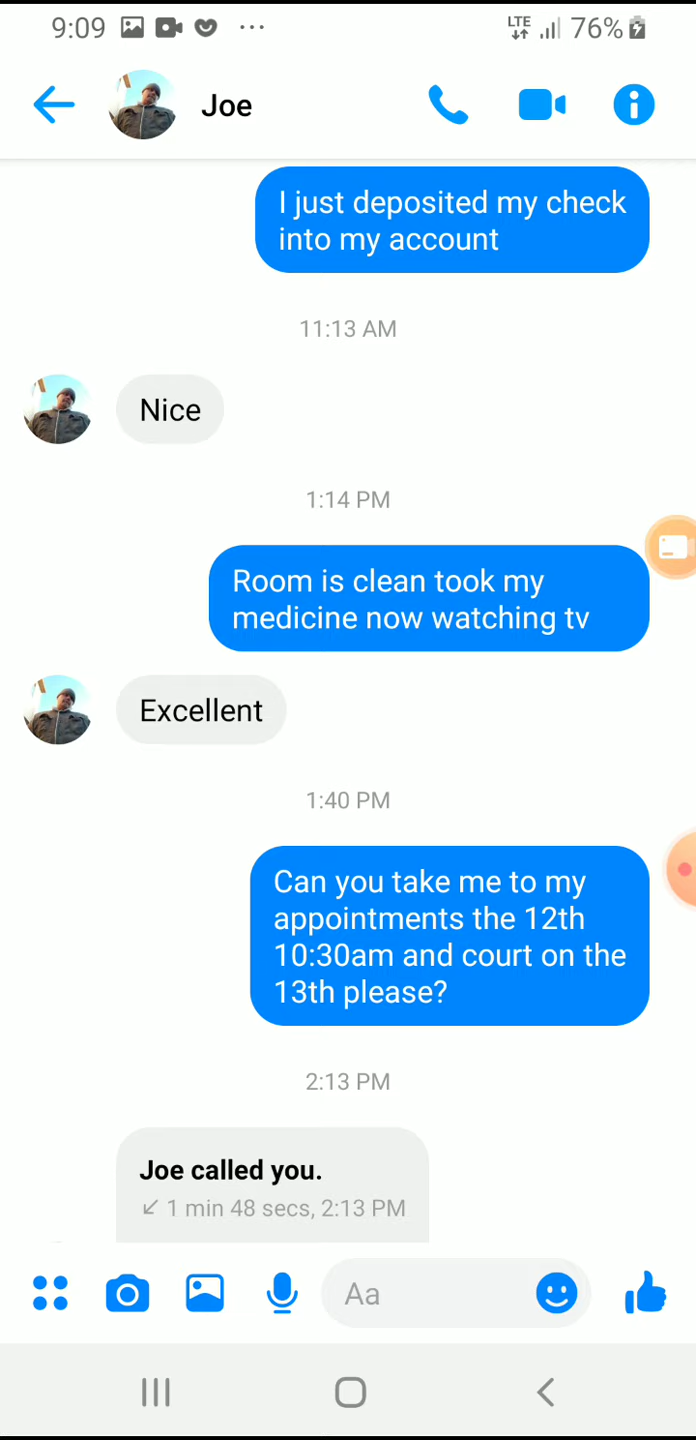 9:09 LTE 76%
Joe
I just deposited my check
into my account
11:13 AM
Nice
1:14 PM
Room is clean took my
medicine now watching tv
Excellent
1:40 PM
Can you take me to my
appointments the 12th
10:30am and court on the
13th please?
2:13 PM
Joe called you.
1 min 48 secs, 2:13 PM
Aa